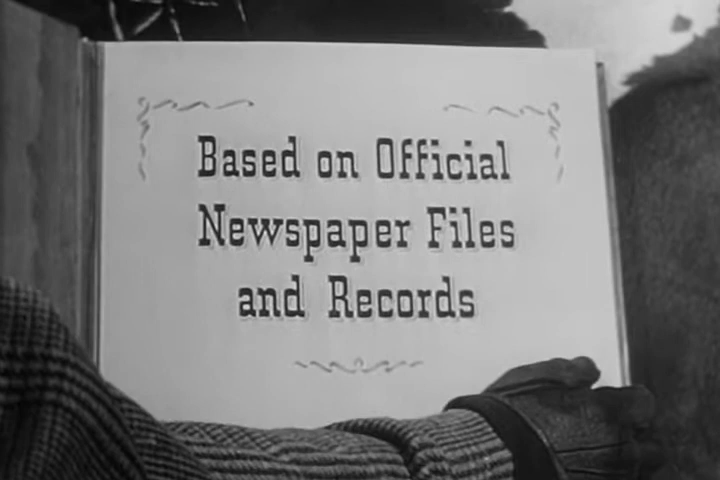 Based on Official
Newspaper Files
and Records